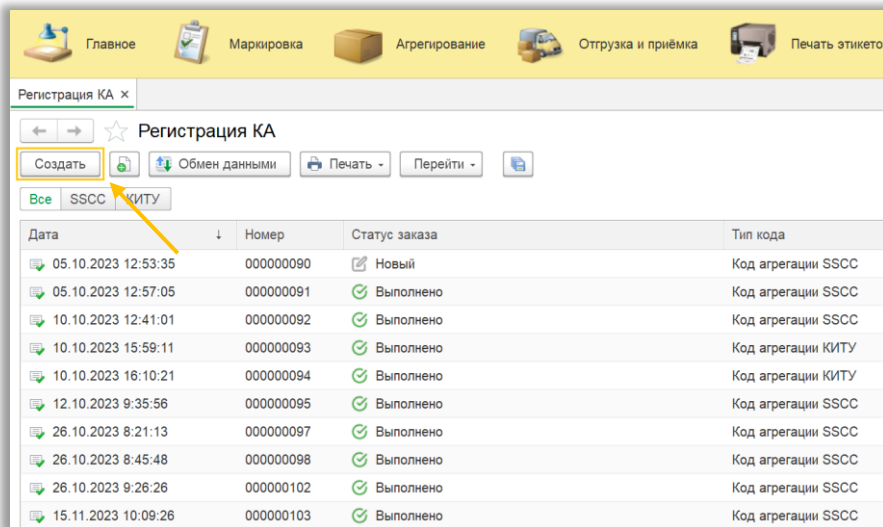 Главное Маркировка Агрегирование Отгрузка и приёмка Печать этикето
Регистрация КА ×
Регистрация КА
Создать Обмен данными Печать Перейти
Все SSCC КИТУ
Дата ↓ Номер Статус заказа Тип кода
05.10.2023 12:53:35 000000090 Новый Код агрегации SSCC
05.10.2023 12:57:05 000000091 Выполнено Код агрегации SSCC
10.10.2023 12:41:01 000000092 Выполнено Код агрегации SSCC
10.10.2023 15:59:11 000000093 Выполнено Код агрегации КИТУ
10.10.2023 16:10:21 000000094 Выполнено Код агрегации КИТУ
12.10.2023 9:35:56 000000095 Выполнено Код агрегации SSCC
26.10.2023 8:21:13 000000097 Выполнено Код агрегации SSCC
26.10.2023 8:45:48 000000098 Выполнено Код агрегации SSCC
26.10.2023 9:26:26 000000102 Выполнено Код агрегации SSCC
15.11.2023 10:09:26 000000103 Выполнено Код агрегации SSCC